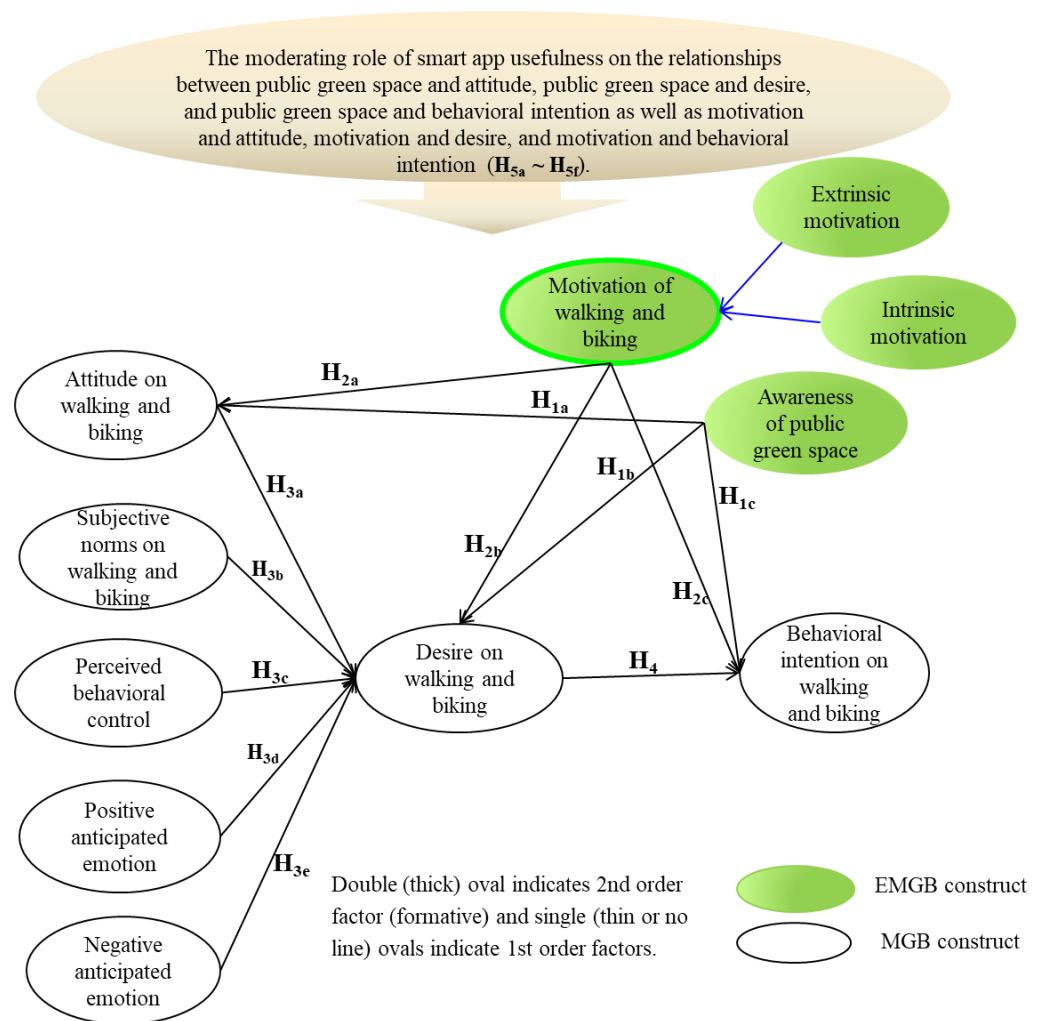 The moderating role of smart app usefulness on the relationships
between public green space and attitude, public green space and desire,
and public green space and behavioral intention as well as motivation
and attitude, motivation and desire, and motivation and behavioral
intention (H5a ~ H5f).
Extrinsic
motivation
Motivation of
walking and
biking
Intrinsic
motivation
Attitude on
walking and
biking
H2a
H1a
Awareness
of public
green space
H3a
H1b
H1c
Subjective
norms on
walking and
biking
H3b
H2b
H2c
Perceived
behavioral
control
H3c
Desire on
walking and
biking
H4
Behavioral
intention on
walking
and biking
H3d
Positive
anticipated
emotion
H3e
Negative
anticipated
emotion
Double (thick) oval indicates 2nd order
factor (formative) and single (thin or no
line) ovals indicate 1st order factors.
EMGB construct
MGB construct